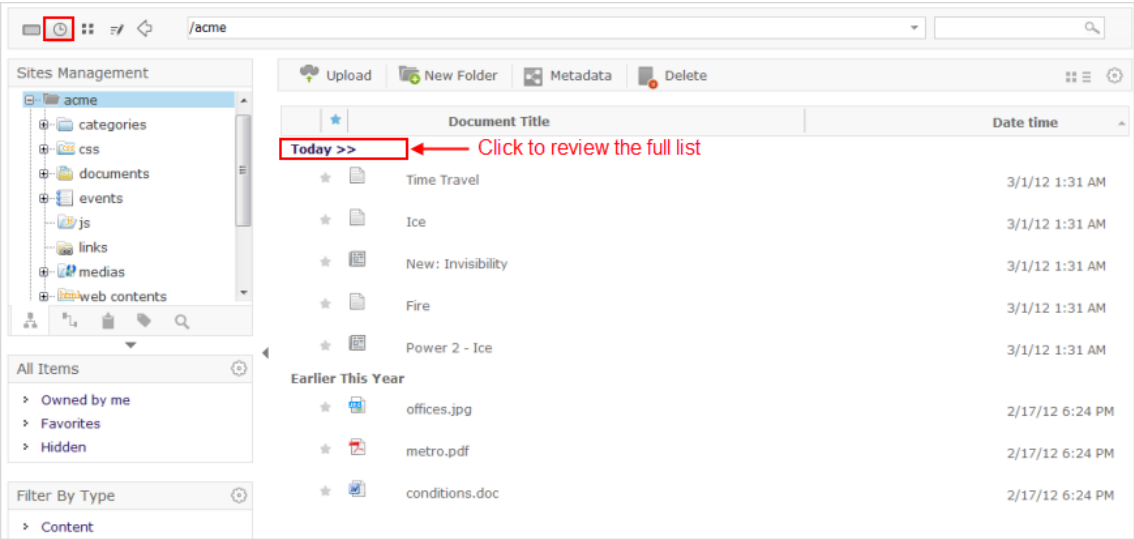 /acme
Sites Management
Upload New Folder Metadata Delete
acme
categories
css
documents
events
js
links
medias
web contents
Document Title Date time
Today >> Click to review the full list
Time Travel 3/1/12 1:31 AM
Ice 3/1/12 1:31 AM
New: Invisibility 3/1/12 1:31 AM
Fire 3/1/12 1:31 AM
Power 2 - Ice 3/1/12 1:31 AM
Earlier This Year
offices.jpg 2/17/12 6:24 PM
metro.pdf 2/17/12 6:24 PM
conditions.doc 2/17/12 6:24 PM
All Items
Owned by me
Favorites
Hidden
Filter By Type
Content